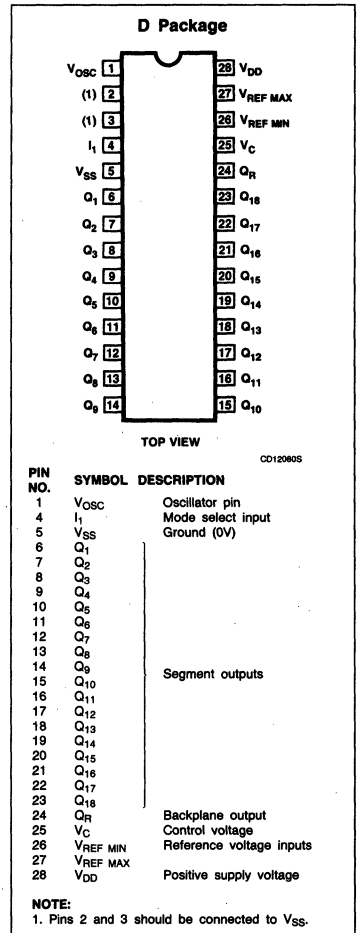 D Package
VOSC 1 28 VDD
(1) 2 27 VREF MAX
(1) 3 26 VREF MIN
I1 4 25 VC
VSS 5 24 QR
Q1 6 23 Q18
Q2 7 22 Q17
Q3 8 21 Q16
Q4 9 20 Q15
Q5 10 19 Q14
Q6 11 18 Q13
Q7 12 17 Q12
Q8 13 16 Q11
Q9 14 15 Q10
TOP VIEW
CD12080S
PIN NO. SYMBOL DESCRIPTION
1 VOSC Oscillator pin
4 I1 Mode select input
5 VSS Ground (0V)
6 Q1
7 Q2
8 Q3
9 Q4
10 Q5
11 Q6
12 Q7
13 Q8
14 Q9
15 Q10 Segment outputs
16 Q11
17 Q12
18 Q13
19 Q14
20 Q15
21 Q16
22 Q17
23 Q18
24 QR Backplane output
25 VC Control voltage
26 VREF MIN Reference voltage inputs
27 VREF MAX
28 VDD Positive supply voltage
NOTE:
1. Pins 2 and 3 should be connected to VSS.